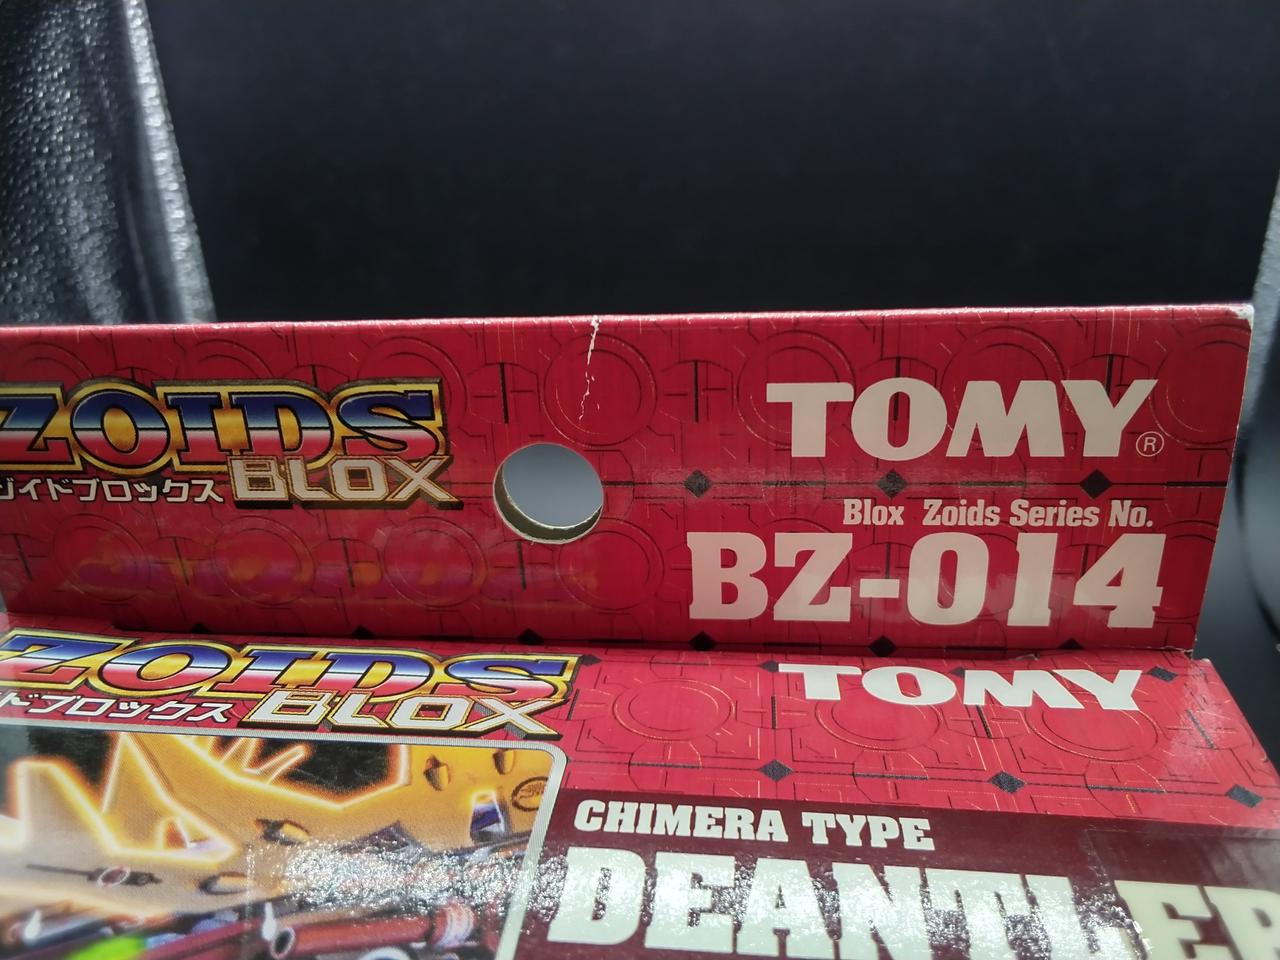 ZOIDS
BLOX
ゾイドブロックス
TOMY®
Blox Zoids Series No.
BZ-014
ZOIDS
BLOX
ドブロックス
TOMY
CHIMERA TYPE
DEANTLER